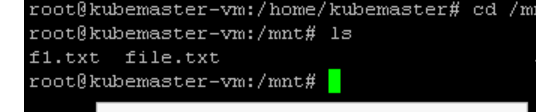 root@kubemaster-vm:/home/kubemaster# cd /m
root@kubemaster-vm:/mnt# ls
f1.txt  file.txt
root@kubemaster-vm:/mnt#